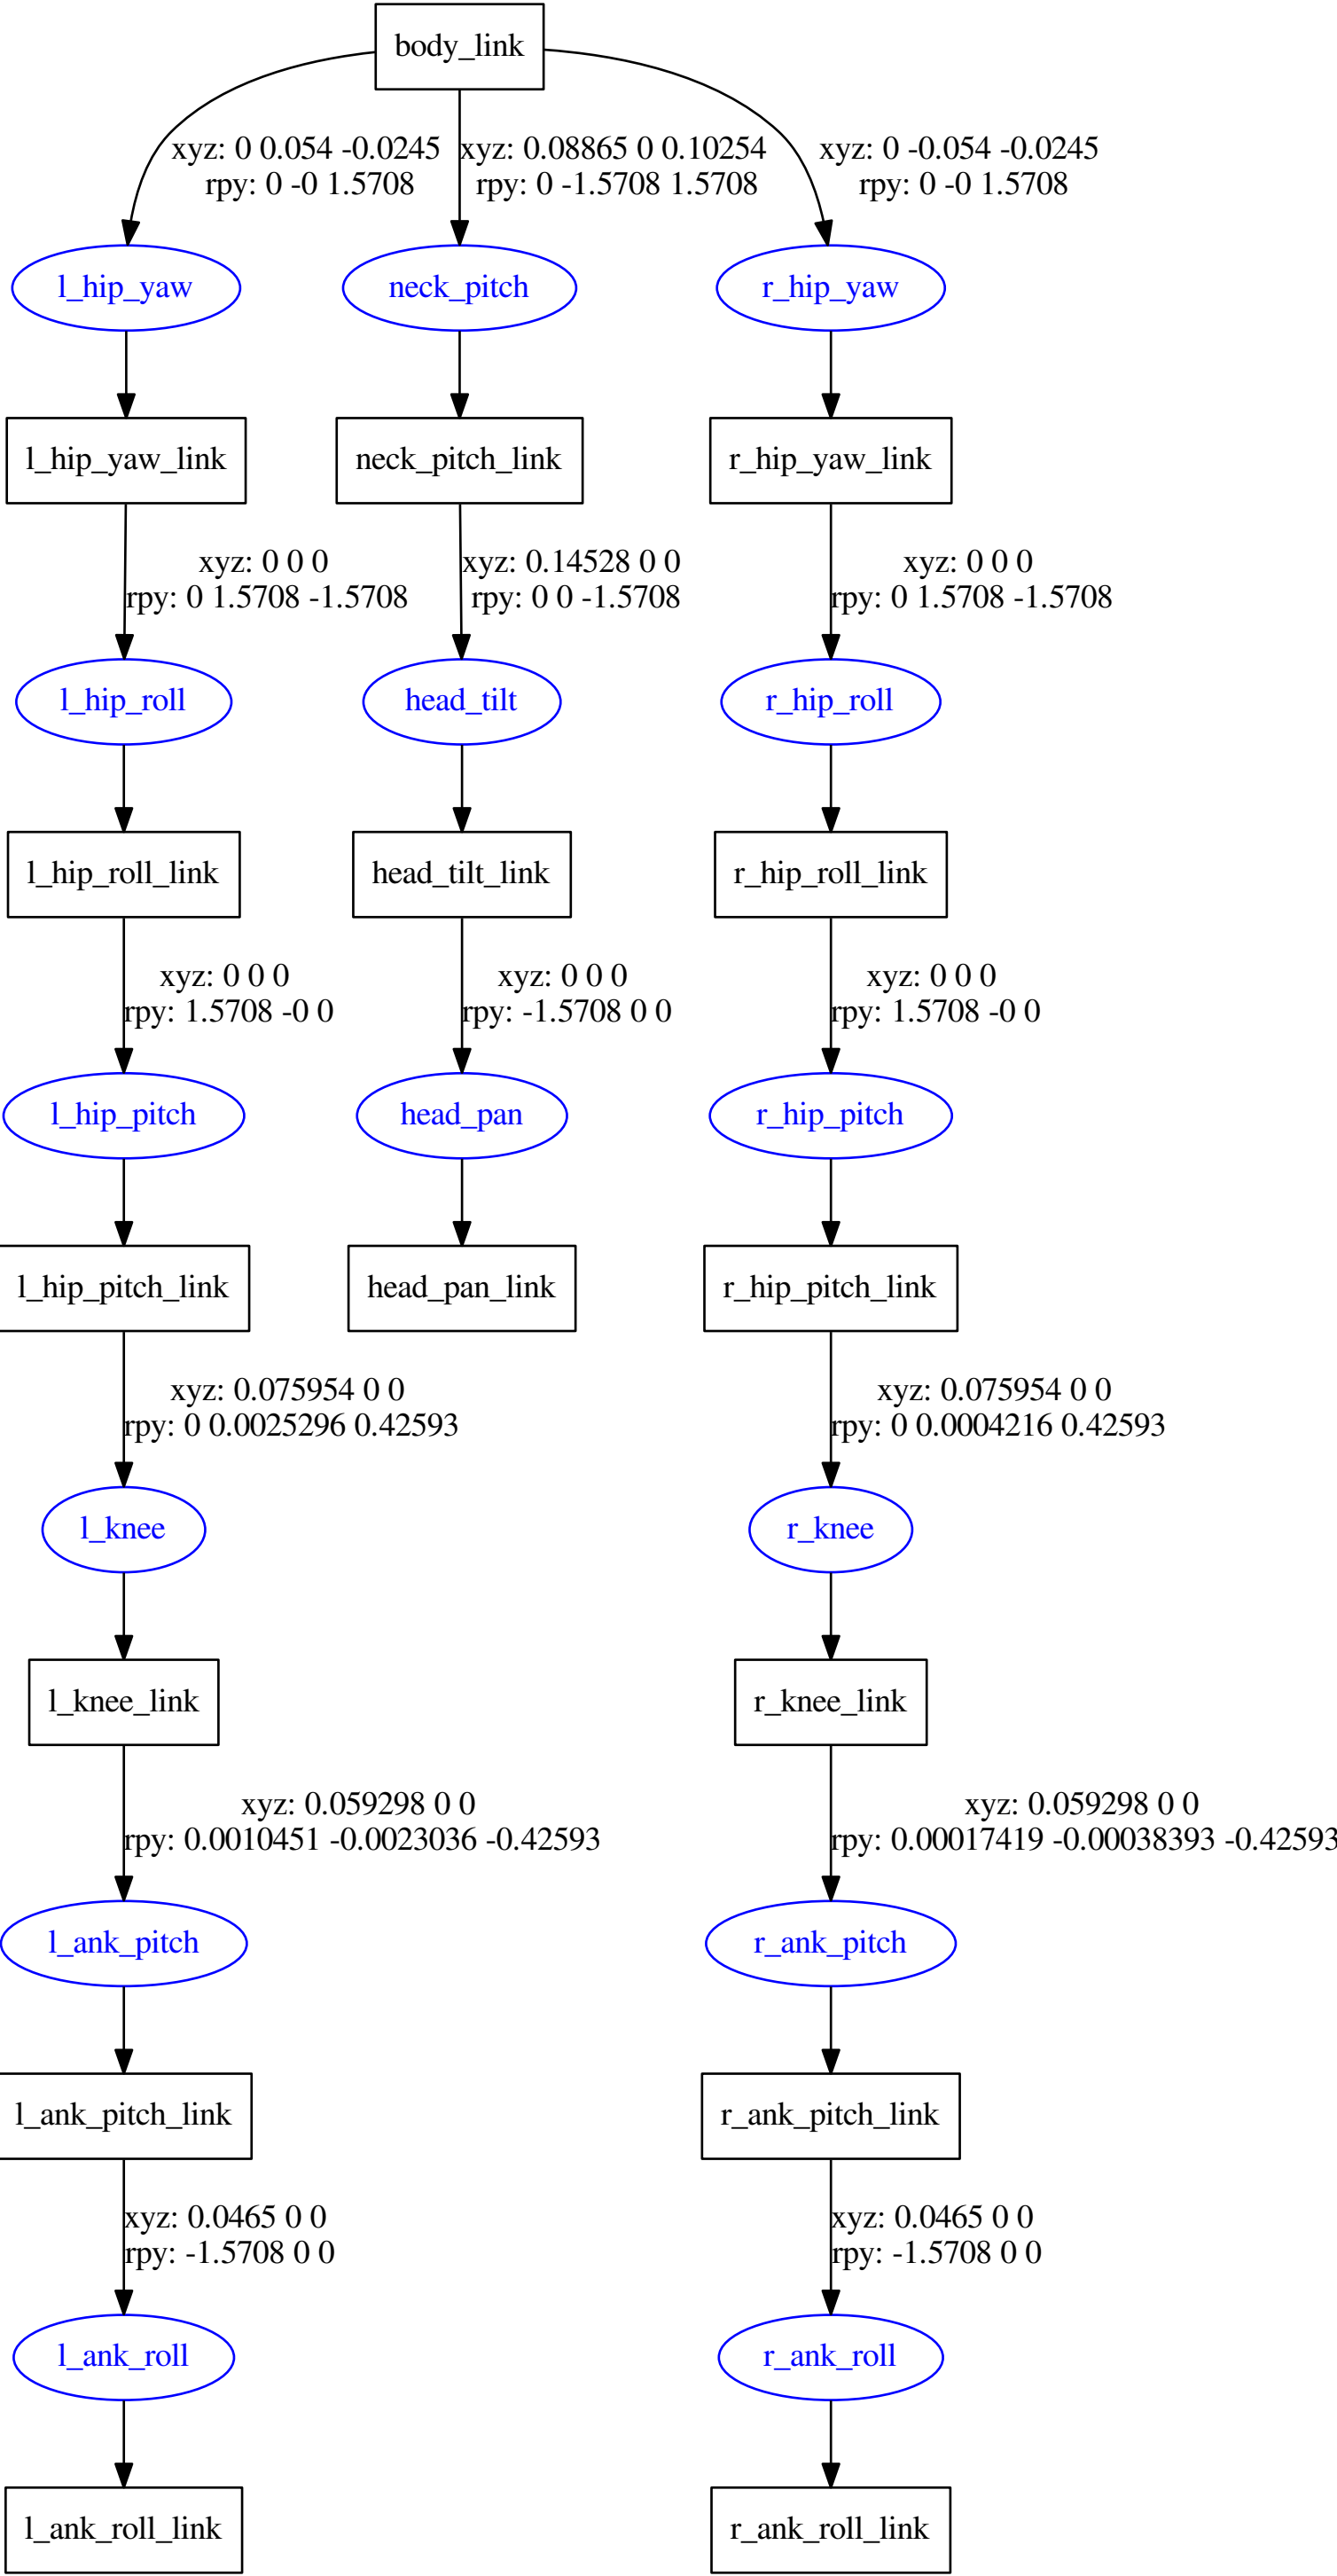 body_link
xyz: 0 0.054 -0.0245
rpy: 0 -0 1.5708
xyz: 0.08865 0 0.10254
rpy: 0 -1.5708 1.5708
xyz: 0 -0.054 -0.0245
rpy: 0 -0 1.5708
l_hip_yaw
neck_pitch
r_hip_yaw
l_hip_yaw_link
neck_pitch_link
r_hip_yaw_link
xyz: 0 0 0
rpy: 0 1.5708 -1.5708
xyz: 0.14528 0 0
rpy: 0 0 -1.5708
xyz: 0 0 0
rpy: 0 1.5708 -1.5708
l_hip_roll
head_tilt
r_hip_roll
l_hip_roll_link
head_tilt_link
r_hip_roll_link
xyz: 0 0 0
rpy: 1.5708 -0 0
xyz: 0 0 0
rpy: -1.5708 0 0
xyz: 0 0 0
rpy: 1.5708 -0 0
l_hip_pitch
head_pan
r_hip_pitch
l_hip_pitch_link
head_pan_link
r_hip_pitch_link
xyz: 0.075954 0 0
rpy: 0 0.0025296 0.42593
xyz: 0.075954 0 0
rpy: 0 0.0004216 0.42593
l_knee
r_knee
l_knee_link
r_knee_link
xyz: 0.059298 0 0
rpy: 0.0010451 -0.0023036 -0.42593
xyz: 0.059298 0 0
rpy: 0.00017419 -0.00038393 -0.42593
l_ank_pitch
r_ank_pitch
l_ank_pitch_link
r_ank_pitch_link
xyz: 0.0465 0 0
rpy: -1.5708 0 0
xyz: 0.0465 0 0
rpy: -1.5708 0 0
l_ank_roll
r_ank_roll
l_ank_roll_link
r_ank_roll_link